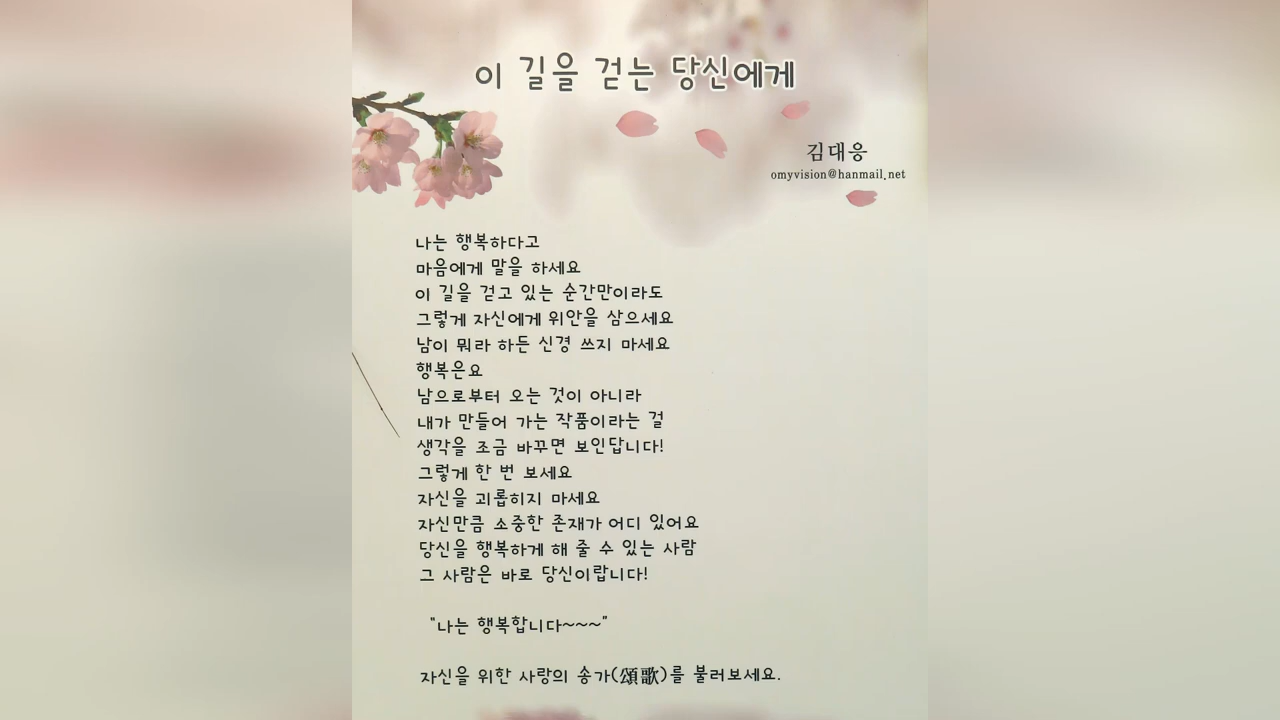 이 길을 걷는 당신에게
김대응
omyvision@hanmail.net
나는 행복하다고
마음에게 말을 하세요
이 길을 걷고 있는 순간만이라도
그렇게 자신에게 위안을 삼으세요
남이 뭐라 하든 신경 쓰지 마세요
행복은요
남으로부터 오는 것이 아니라
내가 만들어 가는 작품이라는 걸
생각을 조금 바꾸면 보인답니다!
그렇게 한 번 보세요
자신을 괴롭히지 마세요
자신만큼 소중한 존재가 어디 있어요
당신을 행복하게 해 줄 수 있는 사람
그 사람은 바로 당신이랍니다!
"나는 행복합니다~~~"
자신을 위한 사랑의 송가(頌歌)를 불러보세요.